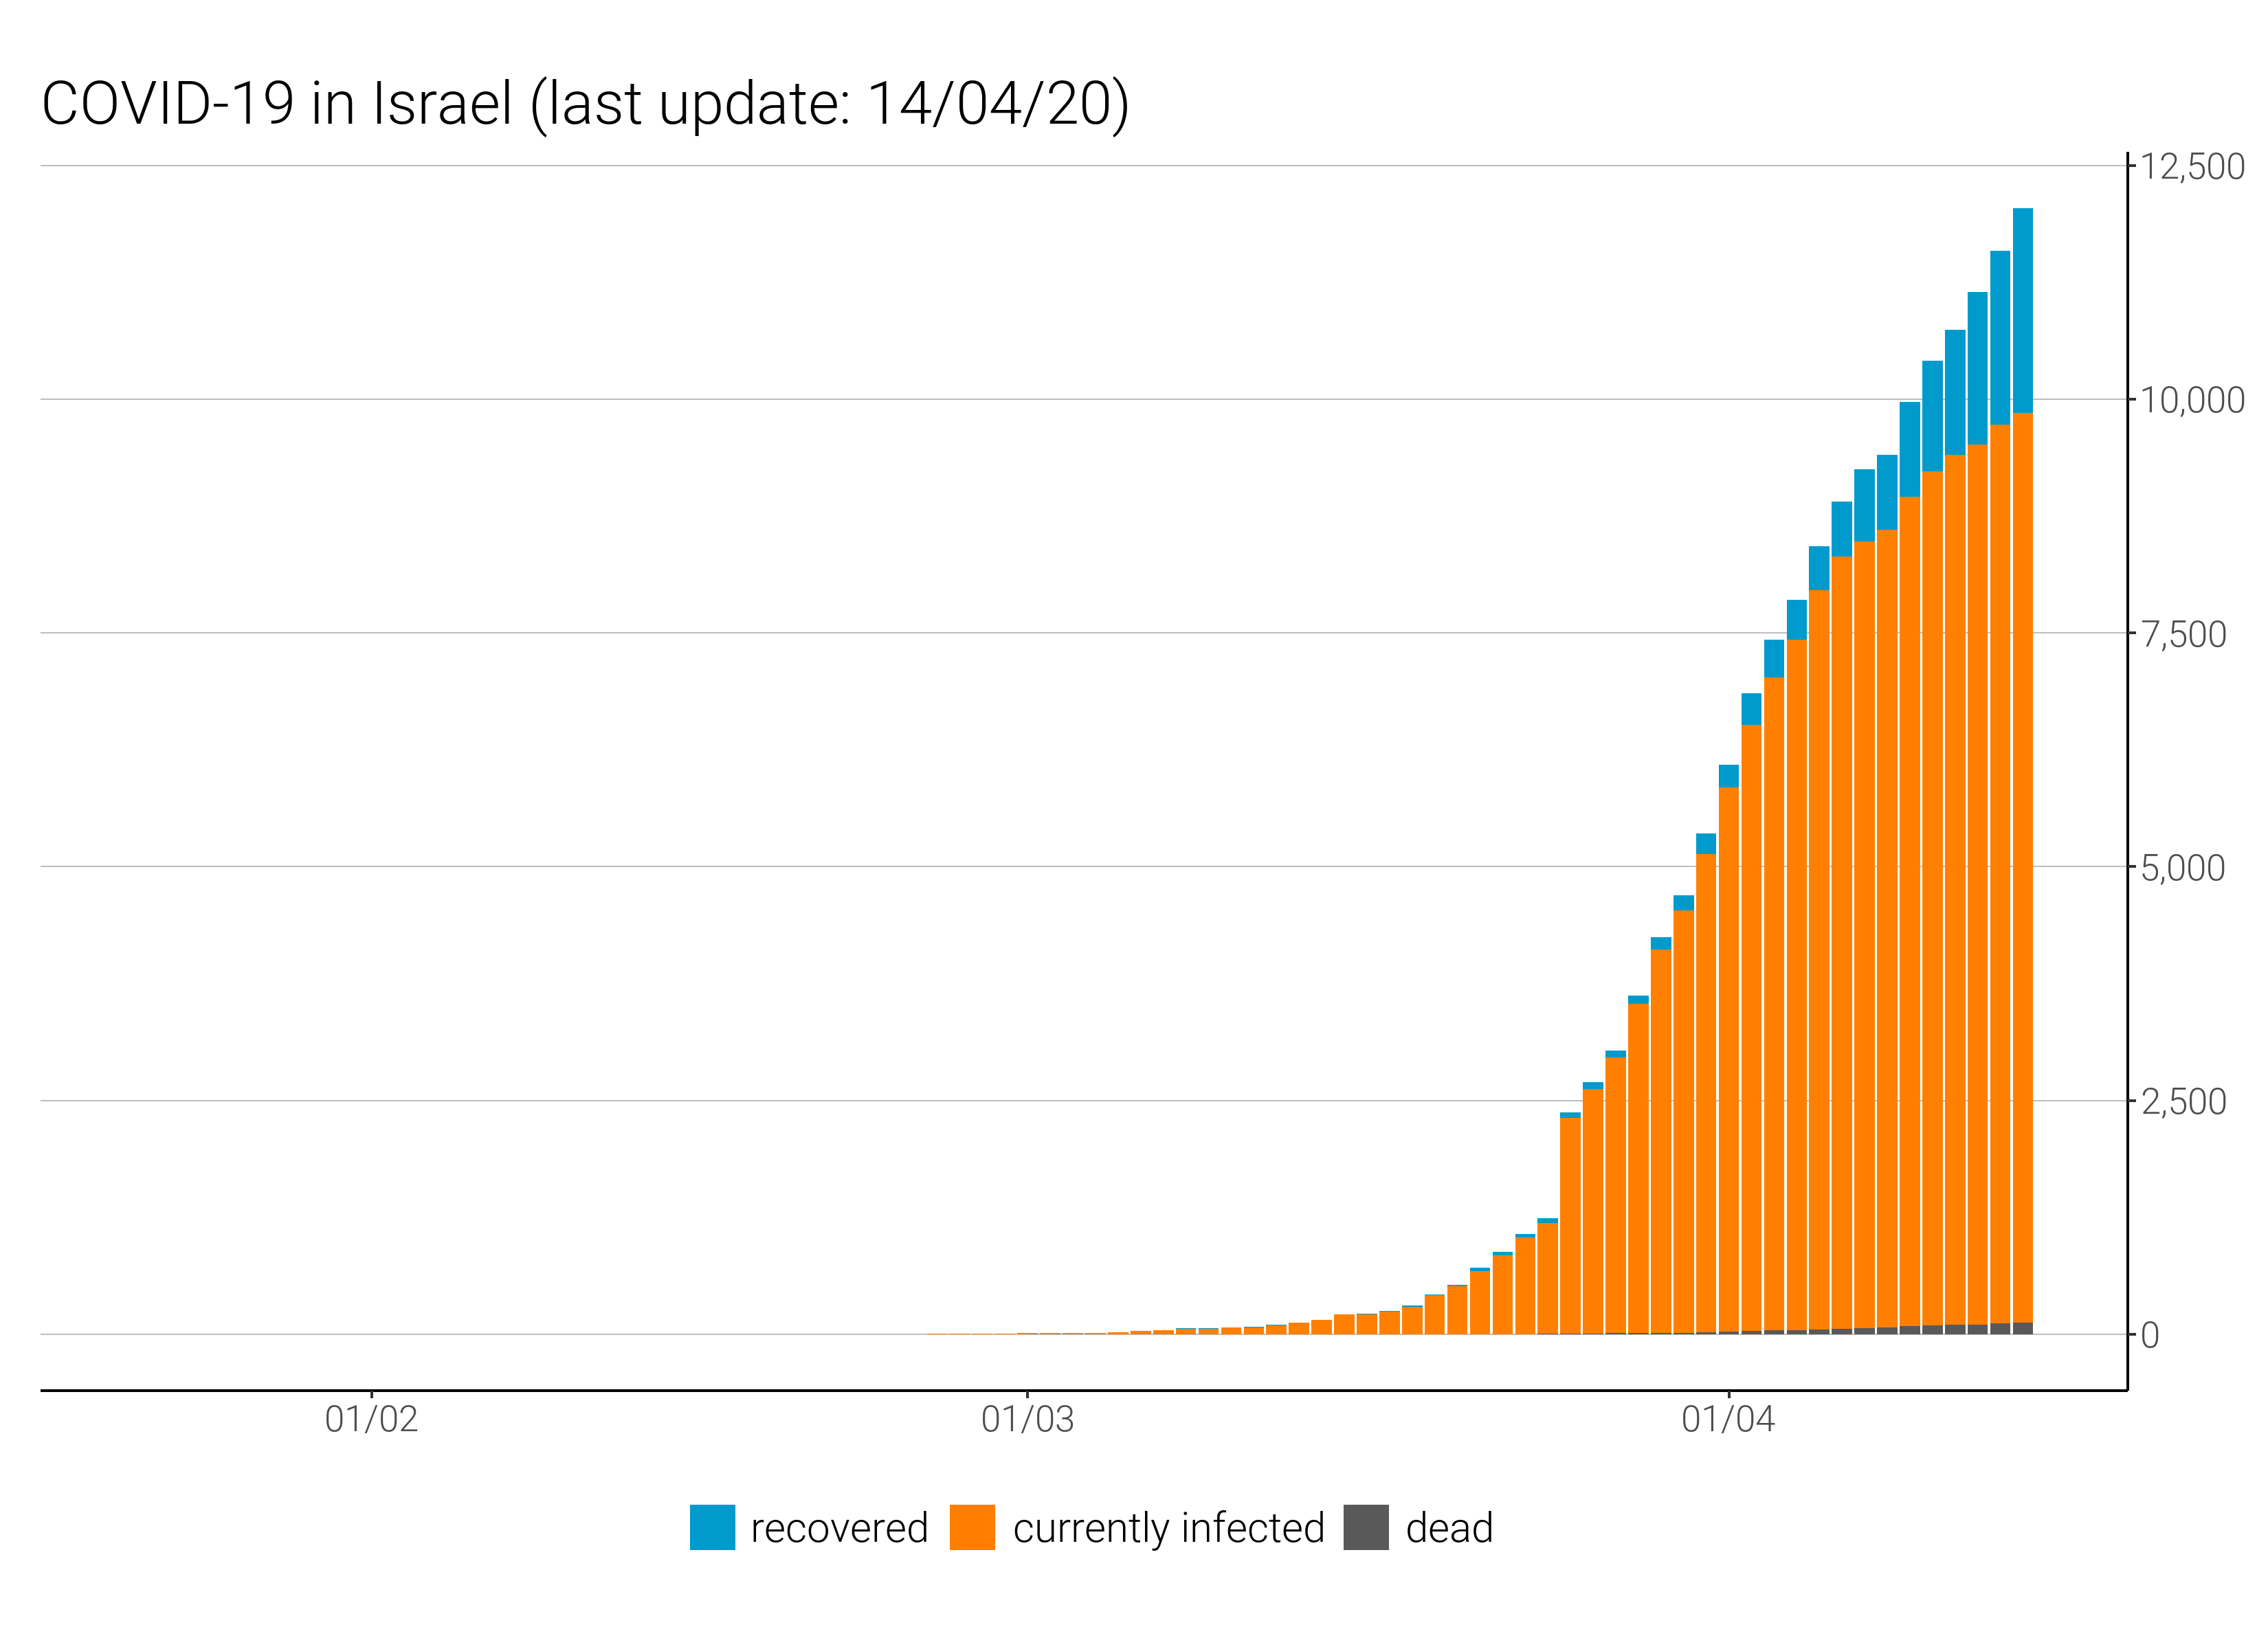 COVID-19 in Israel (last update: 14/04/20)
12,500
10,000
7,500
5,000
2,500
0
01/02 01/03 01/04
recovered currently infected dead